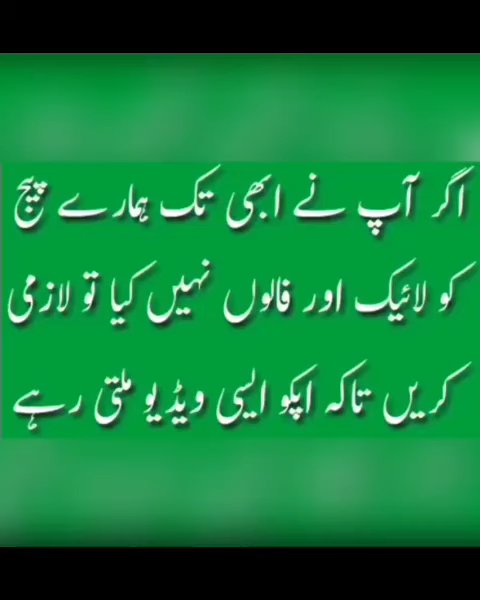 اگر آپ نے ابھی تک ہمارے پیج
کو لائیک اور فالوں نہیں کیا تو لازمی
کریں تاکہ اپکو ایسی ویڈیو ملتی رہے